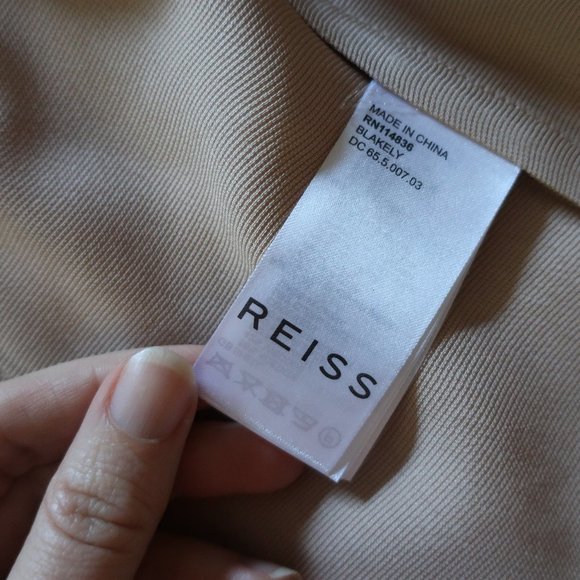 MADE IN CHINA
RN114836
BLAKELY
DC 65.5.007.03
REISS